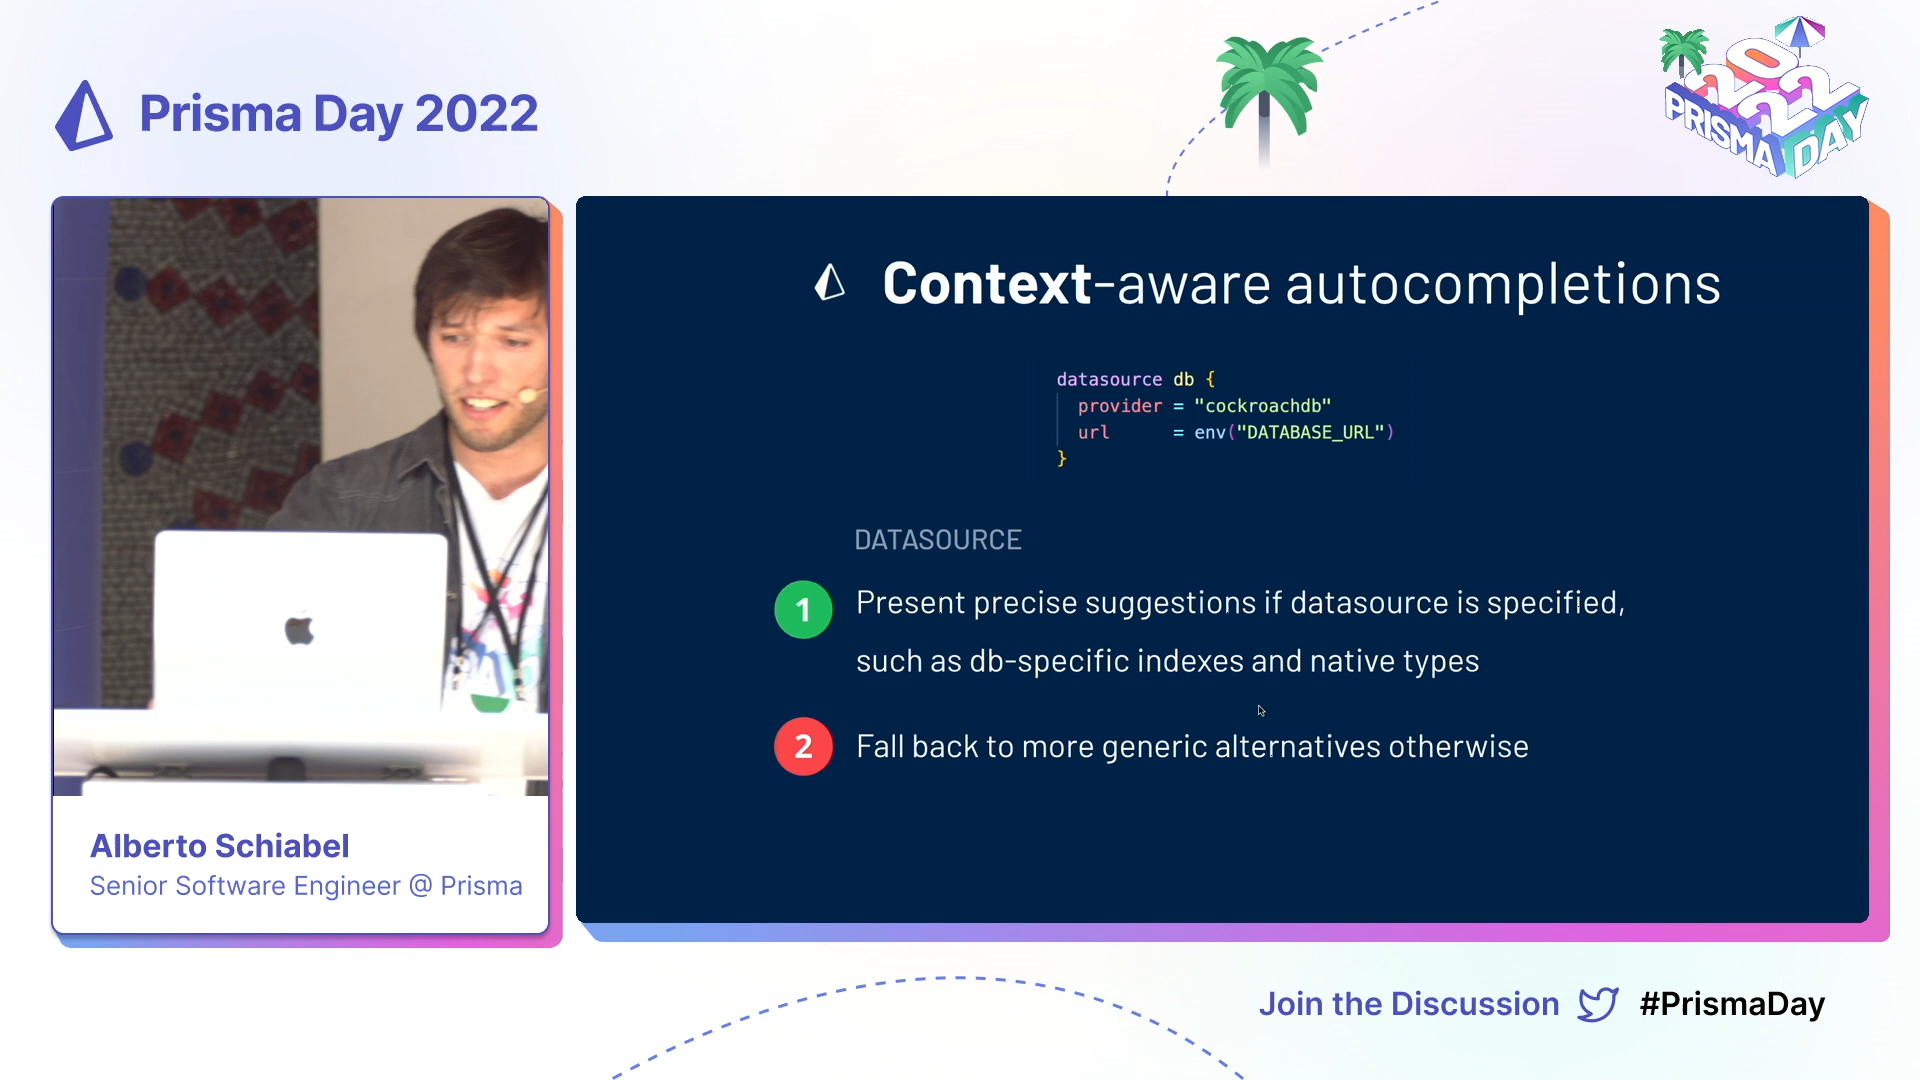 Prisma Day 2022
2022
PRISMA DAY
Context-aware autocompletions
datasource db {
provider = "cockroachdb"
url = env("DATABASE_URL")
}
DATASOURCE
1 Present precise suggestions if datasource is specified,
such as db-specific indexes and native types
2 Fall back to more generic alternatives otherwise
Alberto Schiabel
Senior Software Engineer @ Prisma
Join the Discussion #PrismaDay